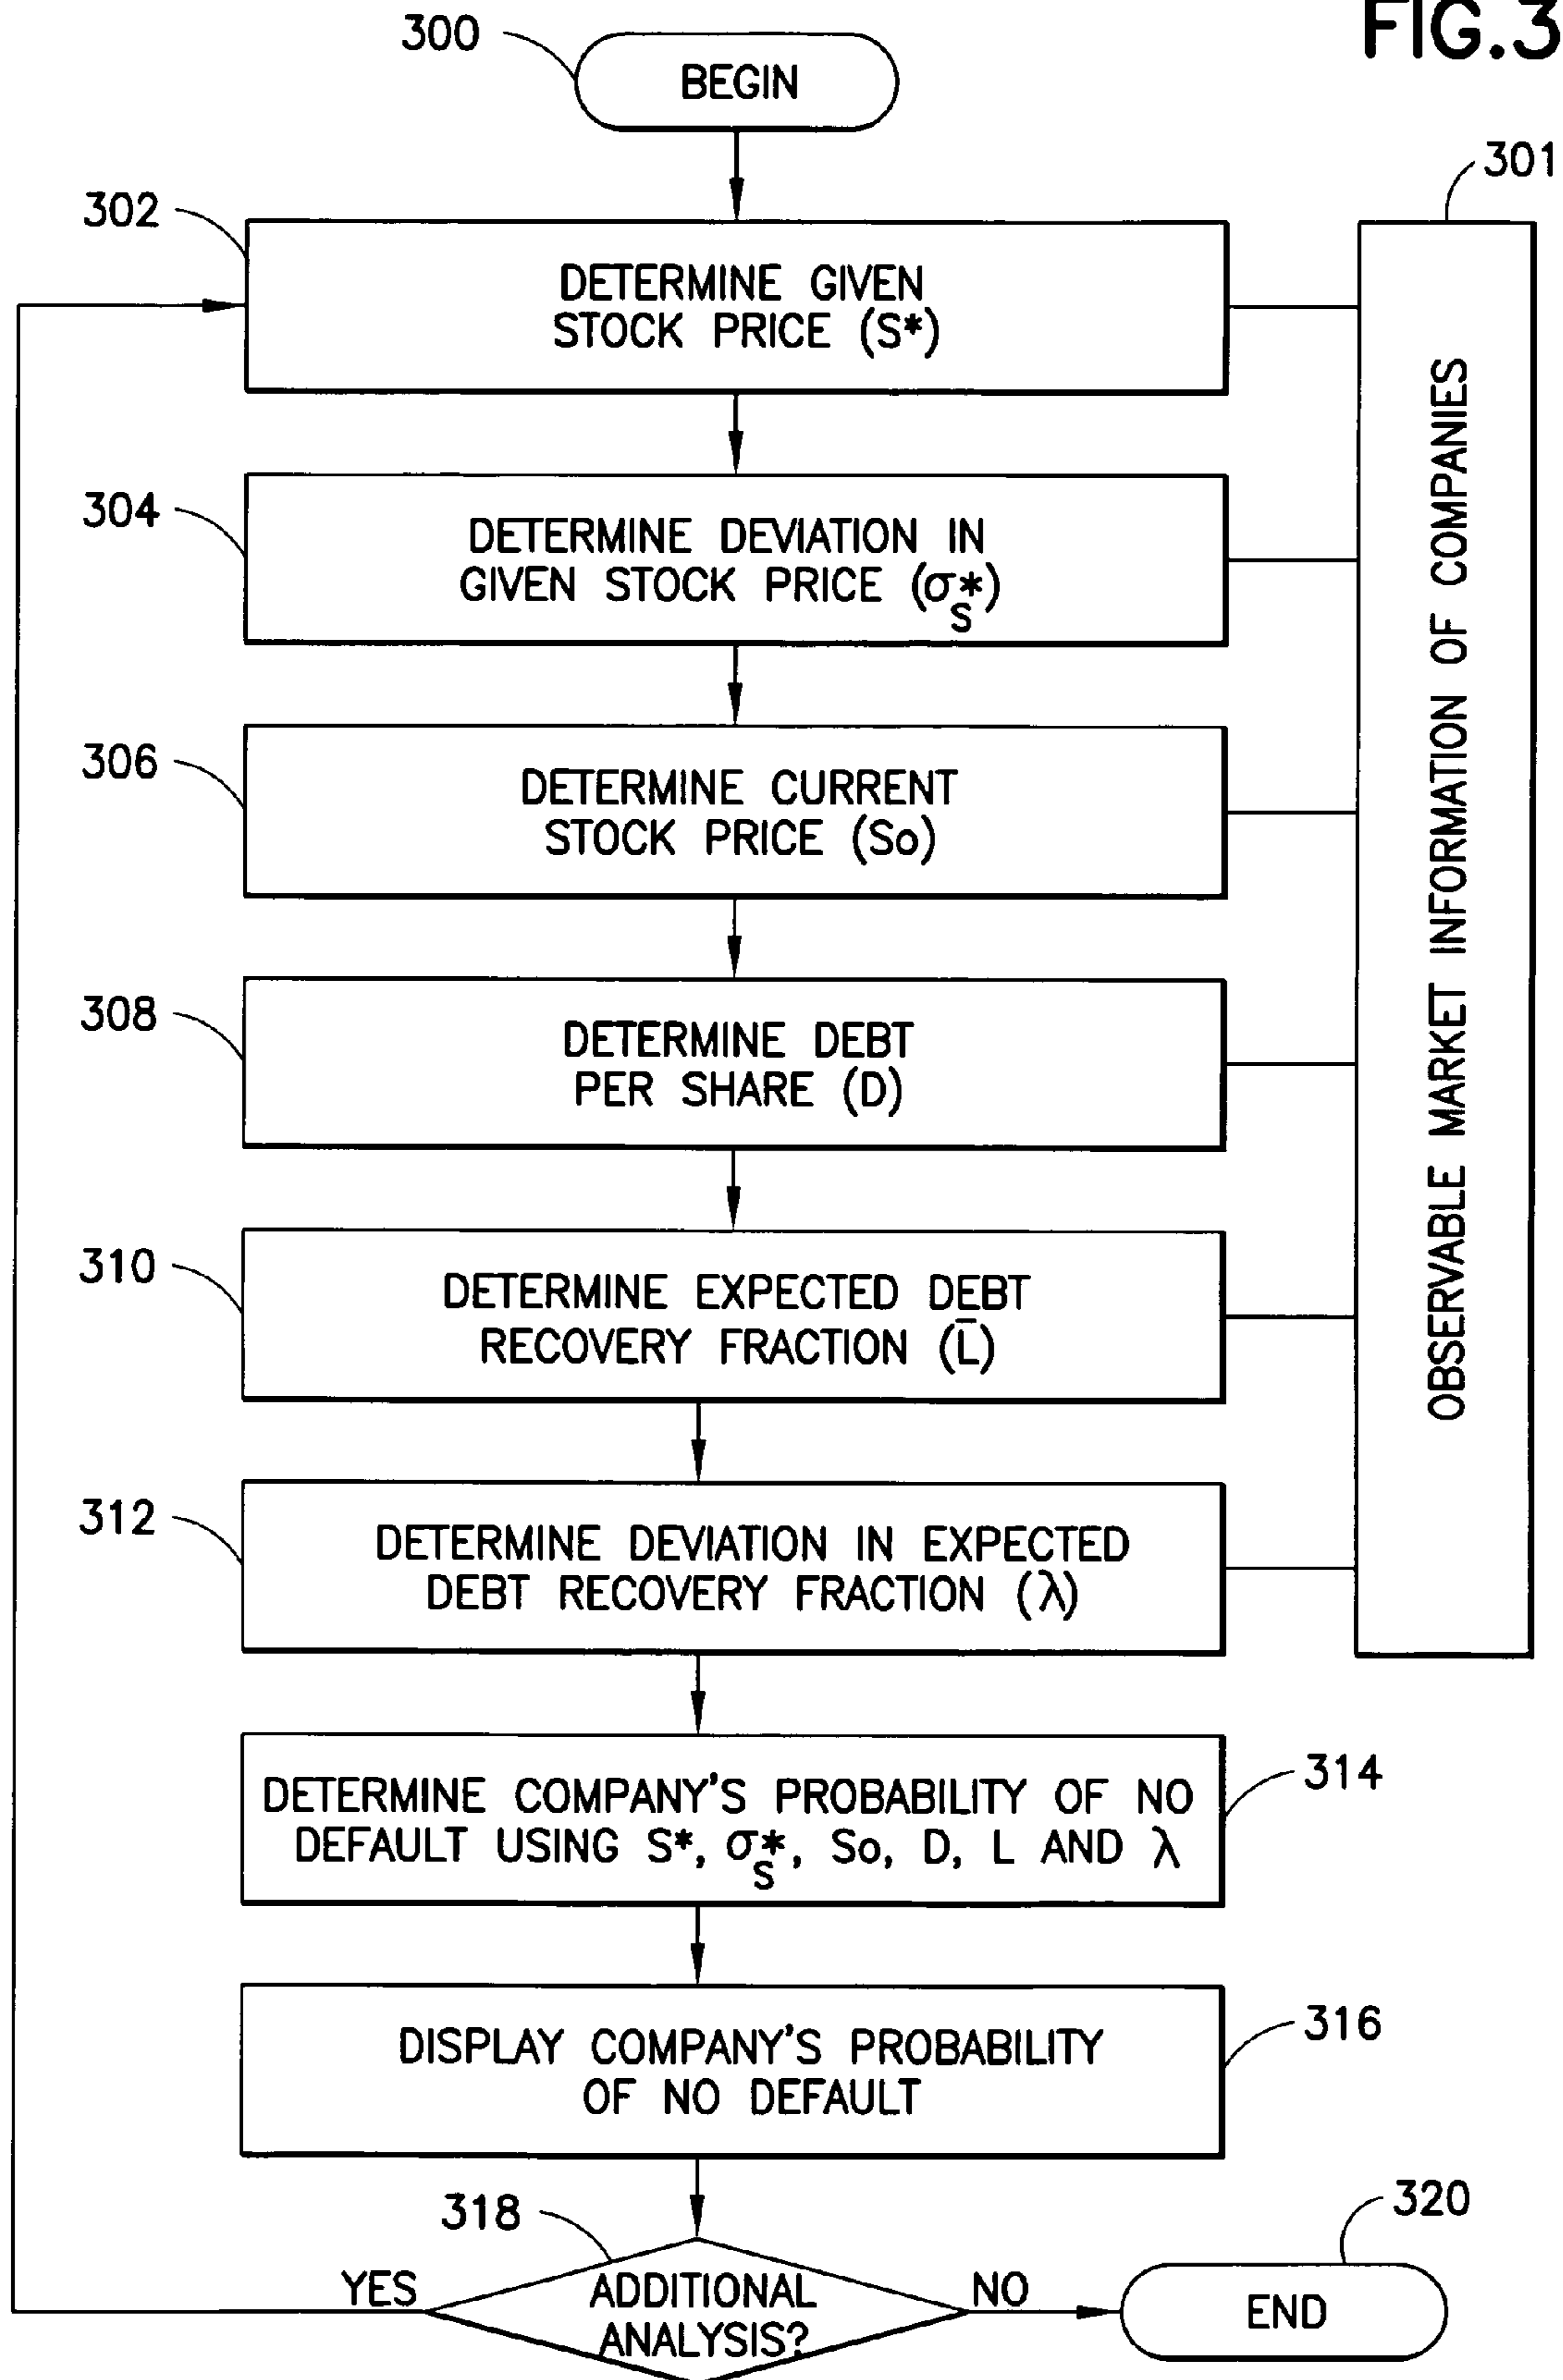 FIG.3
300
BEGIN
301
302
DETERMINE GIVEN
STOCK PRICE (S*)
304
DETERMINE DEVIATION IN
GIVEN STOCK PRICE (σS*)
306
DETERMINE CURRENT
STOCK PRICE (So)
308
DETERMINE DEBT
PER SHARE (D)
310
DETERMINE EXPECTED DEBT
RECOVERY FRACTION (L̅)
312
DETERMINE DEVIATION IN EXPECTED
DEBT RECOVERY FRACTION (λ)
OBSERVABLE MARKET INFORMATION OF COMPANIES
314
DETERMINE COMPANY'S PROBABILITY OF NO
DEFAULT USING S*, σS*, So, D, L AND λ
316
DISPLAY COMPANY'S PROBABILITY
OF NO DEFAULT
318
YES
ADDITIONAL
ANALYSIS?
NO
320
END